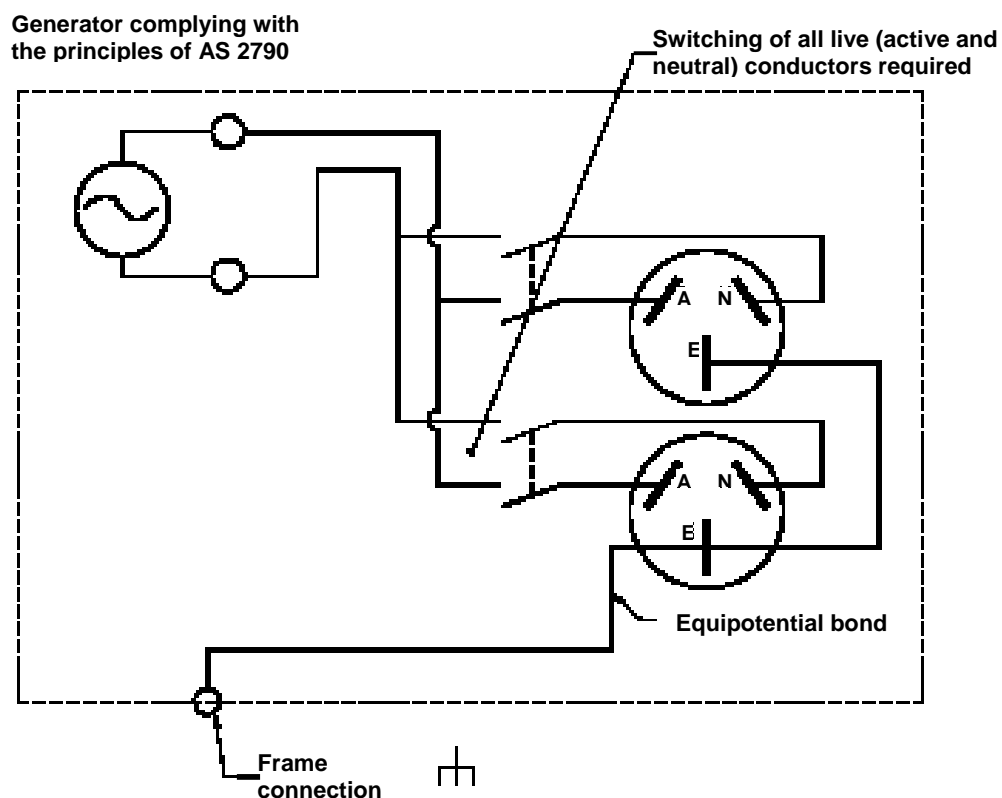 Generator complying with
the principles of AS 2790
Switching of all live (active and
neutral) conductors required
A N
E
A N
E
Equipotential bond
Frame
connection